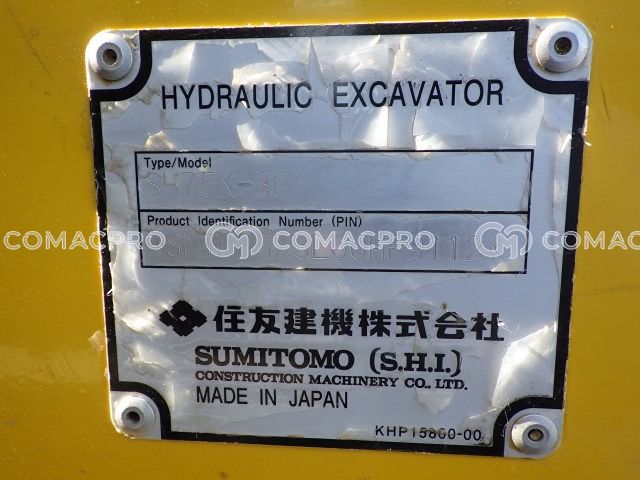 HYDRAULIC EXCAVATOR
Type/Model
Product Identification Number (PIN)
COMACPRO COMACPRO COMACPRO
住友建機株式会社
SUMITOMO (S.H.I.)
CONSTRUCTION MACHINERY CO., LTD.
MADE IN JAPAN
KHP15800-00